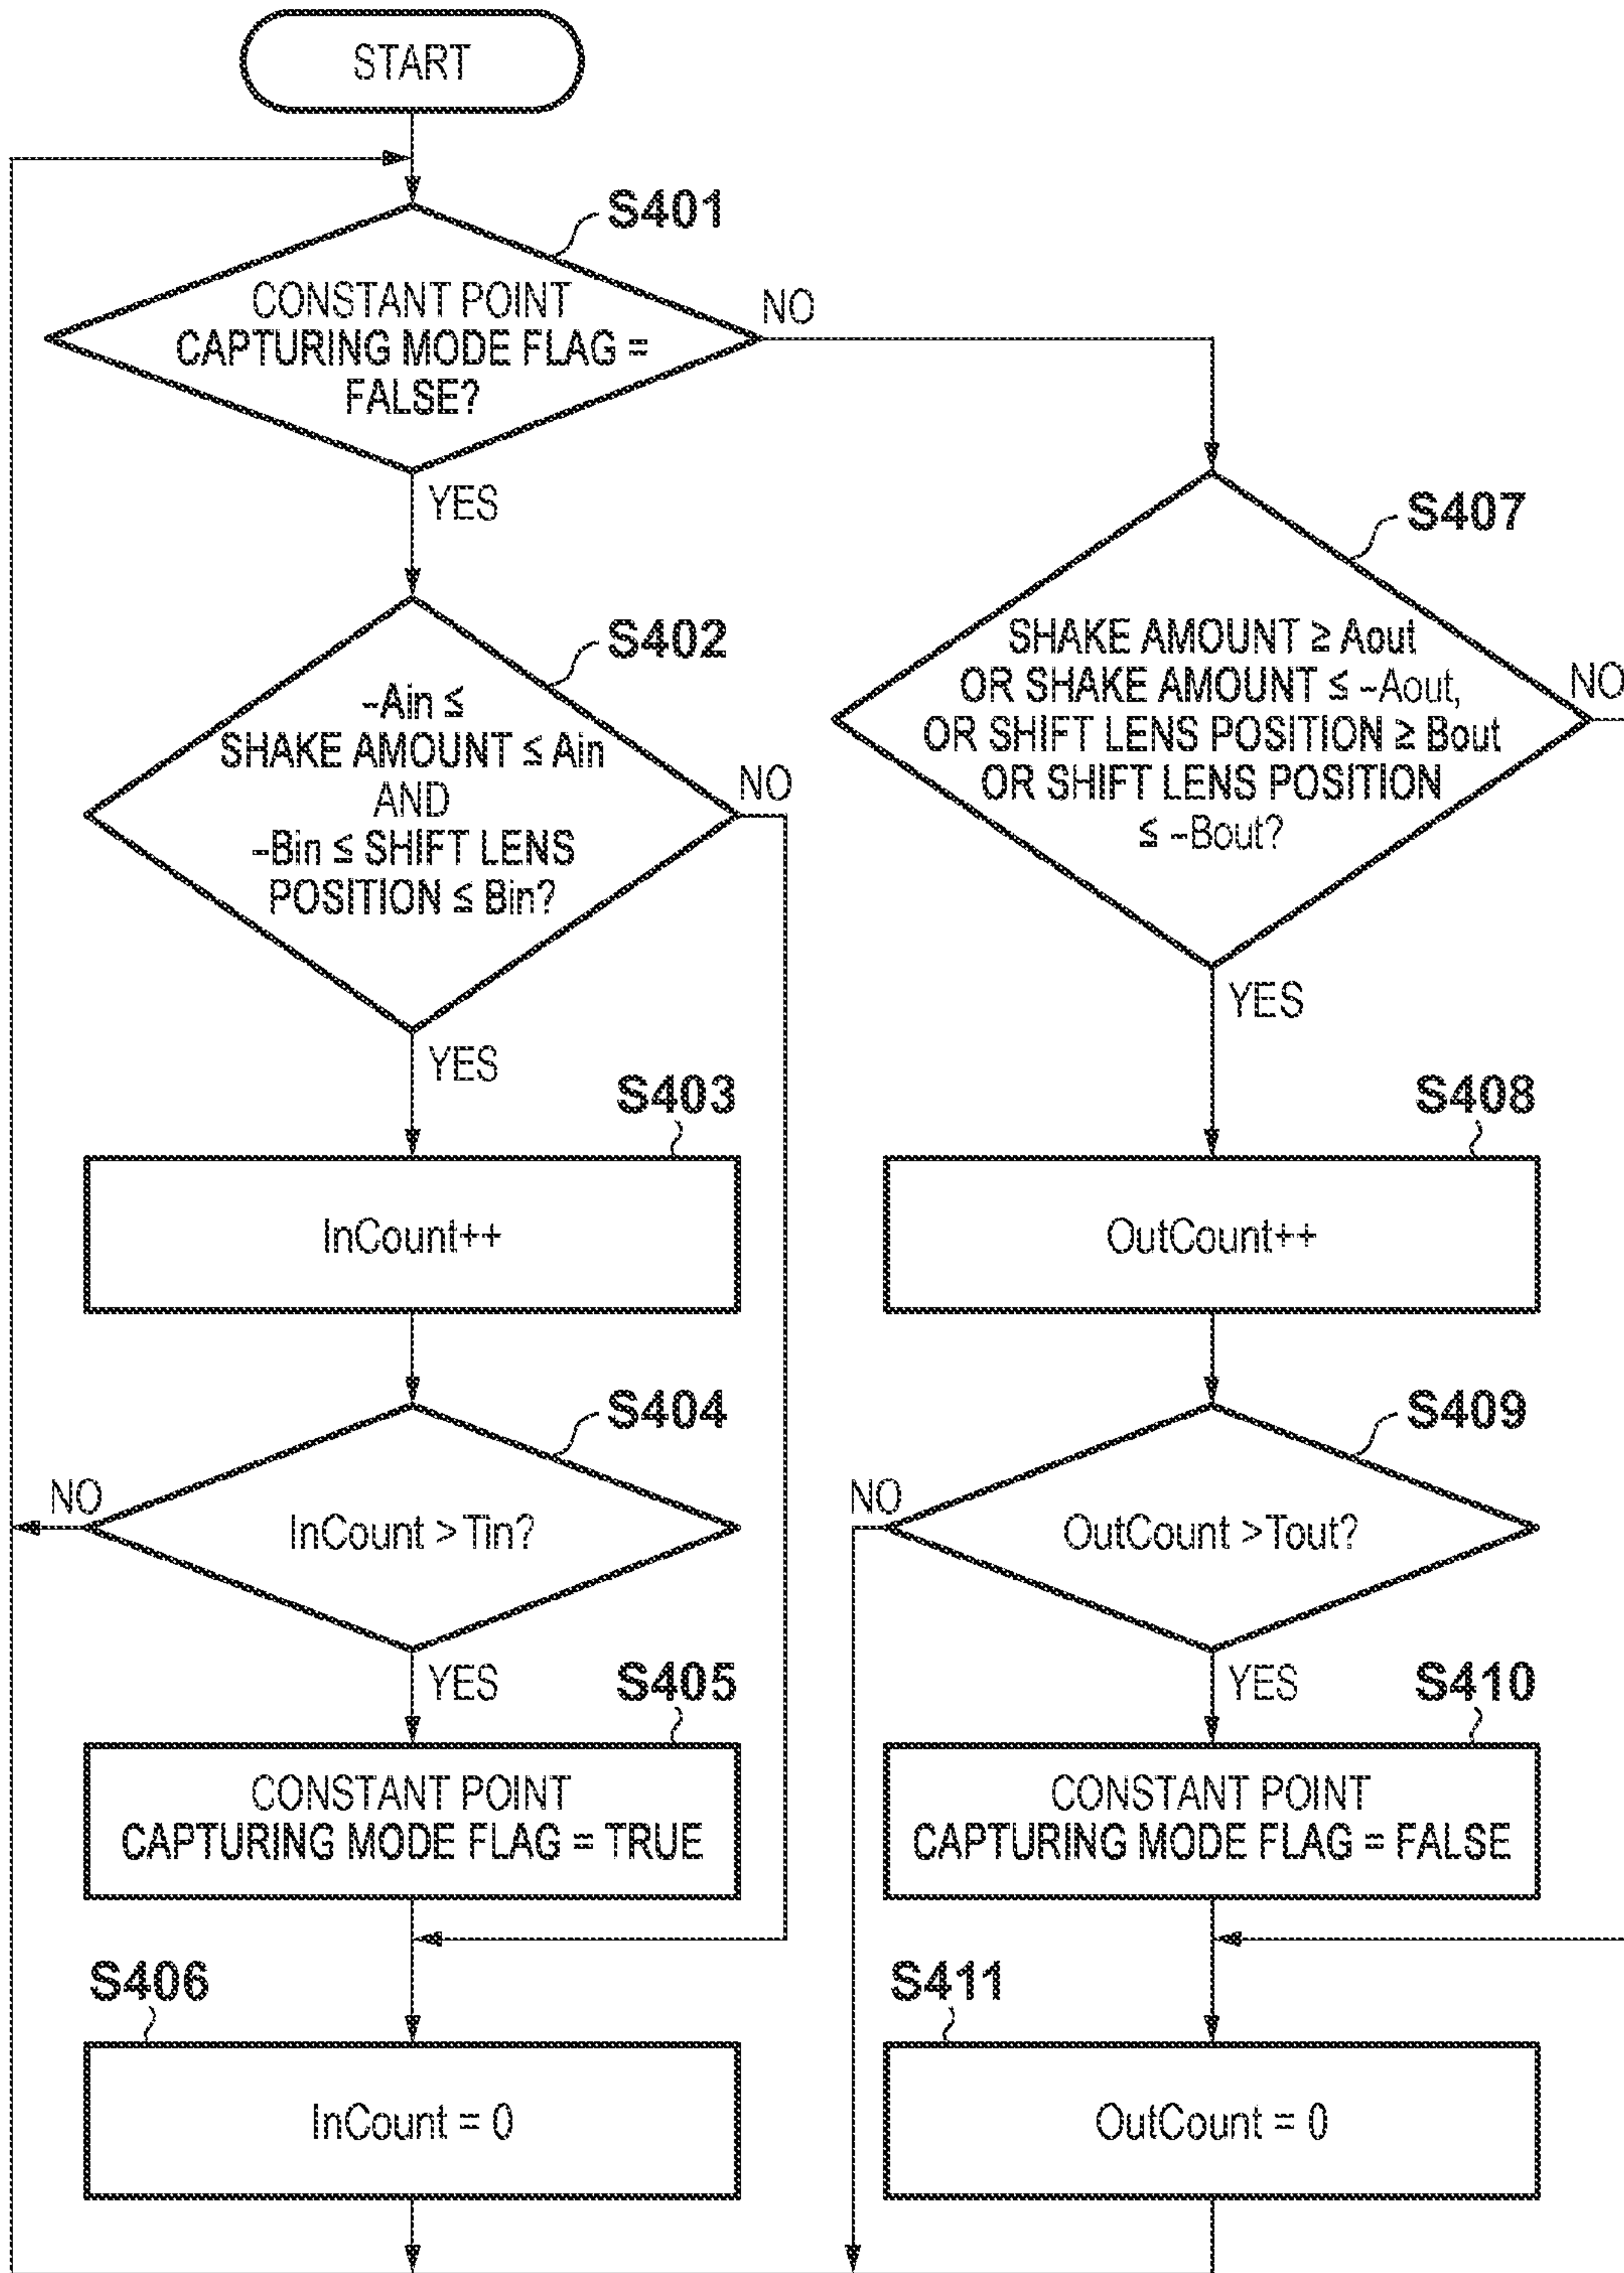 START
S401
CONSTANT POINT
CAPTURING MODE FLAG =
FALSE?
NO
YES
S402
–Ain ≤
SHAKE AMOUNT ≤ Ain
AND
–Bin ≤ SHIFT LENS
POSITION ≤ Bin?
NO
YES
S403
InCount++
S404
InCount >Tin?
NO
YES
S405
CONSTANT POINT
CAPTURING MODE FLAG = TRUE
S406
InCount = 0
S407
SHAKE AMOUNT ≥ Aout
OR SHAKE AMOUNT ≤ –Aout,
OR SHIFT LENS POSITION ≥ Bout
OR SHIFT LENS POSITION
≤ –Bout?
NO
YES
S408
OutCount++
S409
OutCount >Tout?
NO
YES
S410
CONSTANT POINT
CAPTURING MODE FLAG = FALSE
S411
OutCount = 0